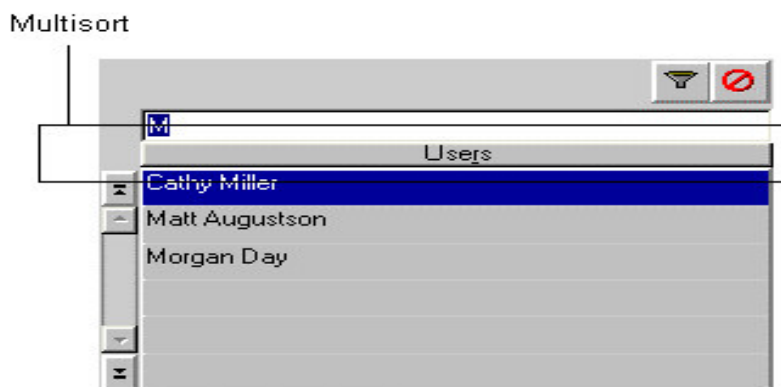 Multisort
M
Users
Cathy Miller
Matt Augustson
Morgan Day